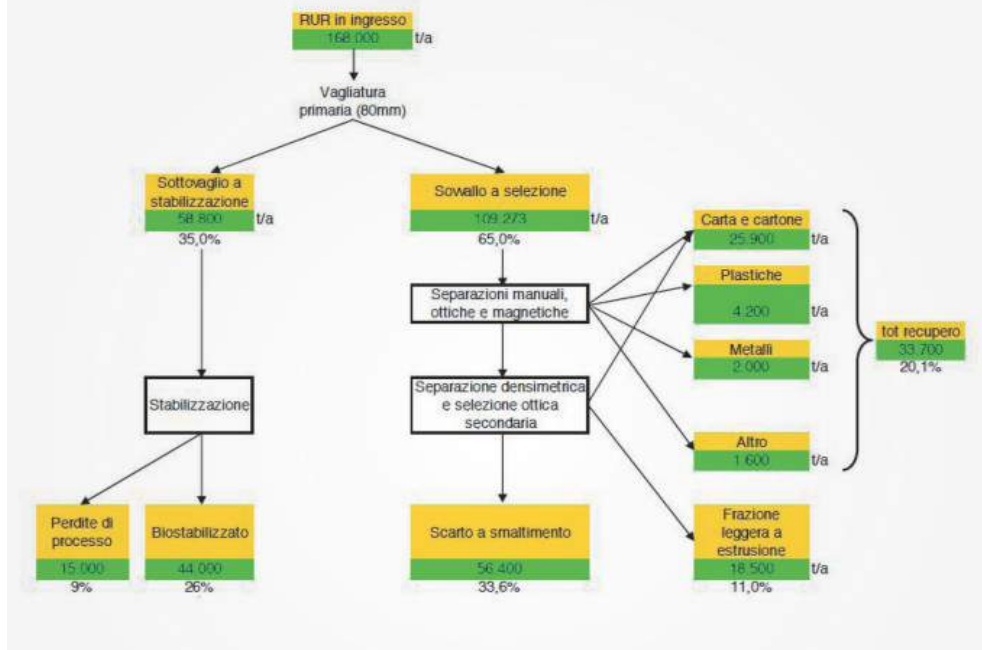 RUR in ingresso
168.000 t/a
Vagliatura
primaria (80mm)
Sottovaglio a
stabilizzazione
58.800 t/a
35,0%
Sovvallo a selezione
109.273 t/a
65,0%
Carta e cartone
25.900 t/a
Plastiche
4.200 t/a
Metalli
2.000 t/a
Altro
1.600 t/a
tot recupero
33.700
20,1%
Separazioni manuali,
ottiche e magnetiche
Stabilizzazione
Separazione densimetrica
e selezione ottica
secondaria
Perdite di
processo
15.000
9%
Biostabilizzato
44.000
26%
Scarto a smaltimento
56.400
33,6%
Frazione
leggera a
estrusione
18.500 t/a
11,0%